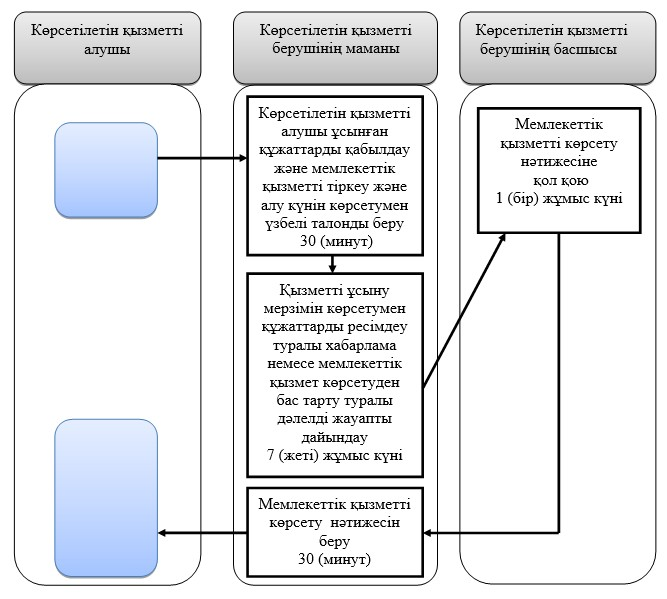 Көрсетілетін қызметті
алушы
Көрсетілетін қызметті
берушінің маманы
Көрсетілетін қызметті
берушінің басшысы
Көрсетілетін қызметті
алушы ұсынған
құжаттарды қабылдау
және мемлекеттік
қызметті тіркеу және
алу күнін көрсетумен
үзбелі талонды беру
30 (минут)
Мемлекеттік
қызметті көрсету
нәтижесіне
қол қою
1 (бір) жұмыс күні
Қызметті ұсыну
мерзімін көрсетумен
құжаттарды ресімдеу
туралы хабарлама
немесе мемлекеттік
қызмет көрсетуден
бас тарту туралы
дәлелді жауапты
дайындау
7 (жеті) жұмыс күні
Мемлекеттік қызметті
көрсету нәтижесін
беру
30 (минут)